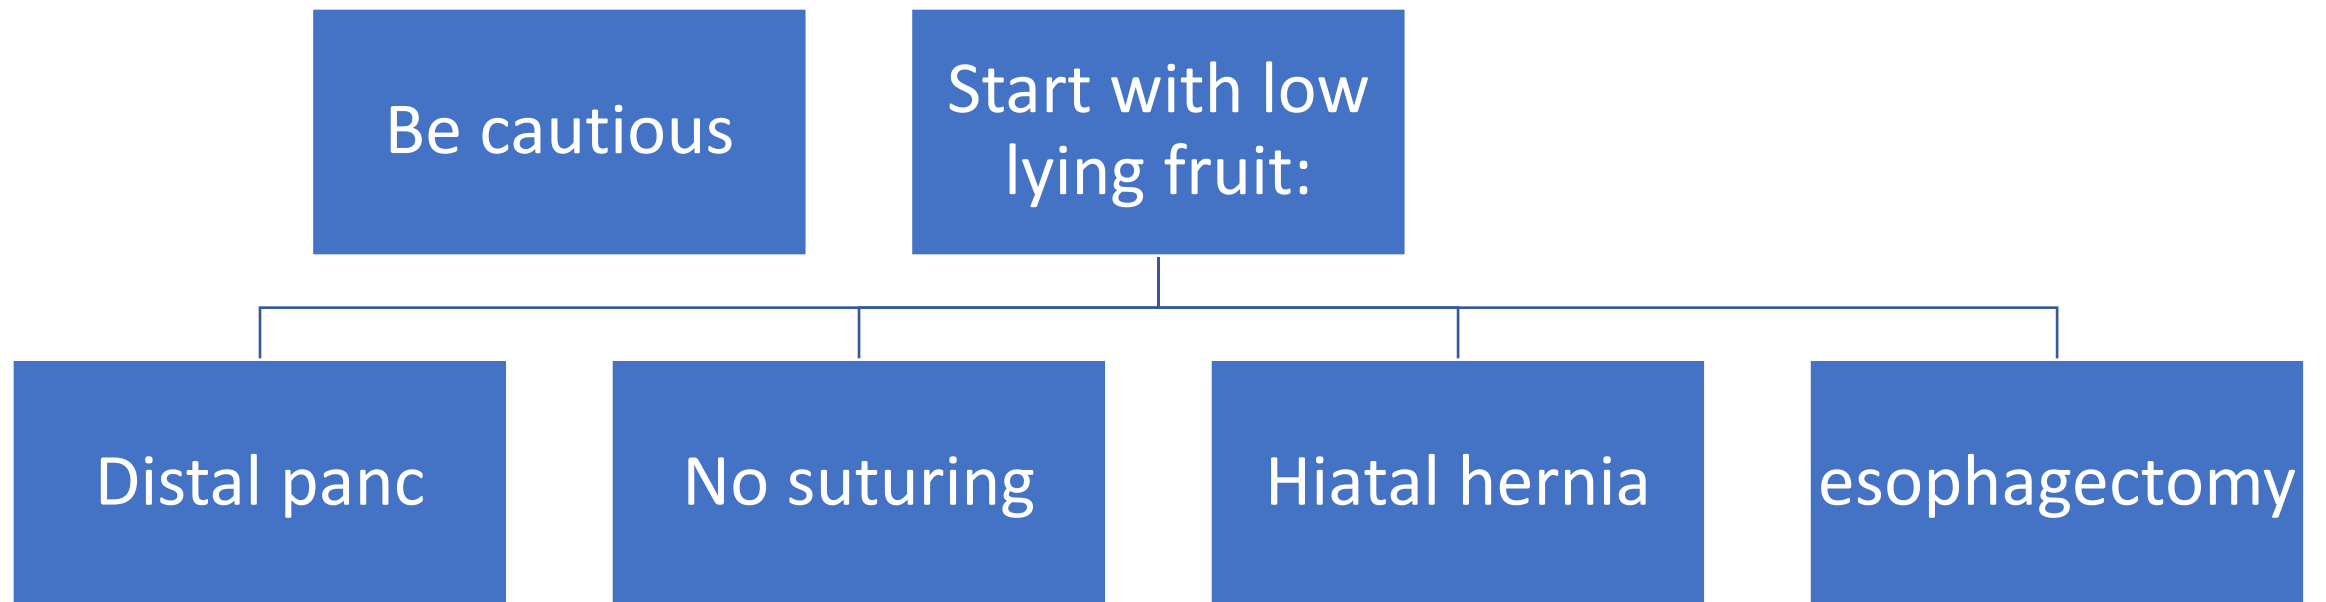 Be cautious
Start with low
lying fruit:
Distal panc
No suturing
Hiatal hernia
esophagectomy